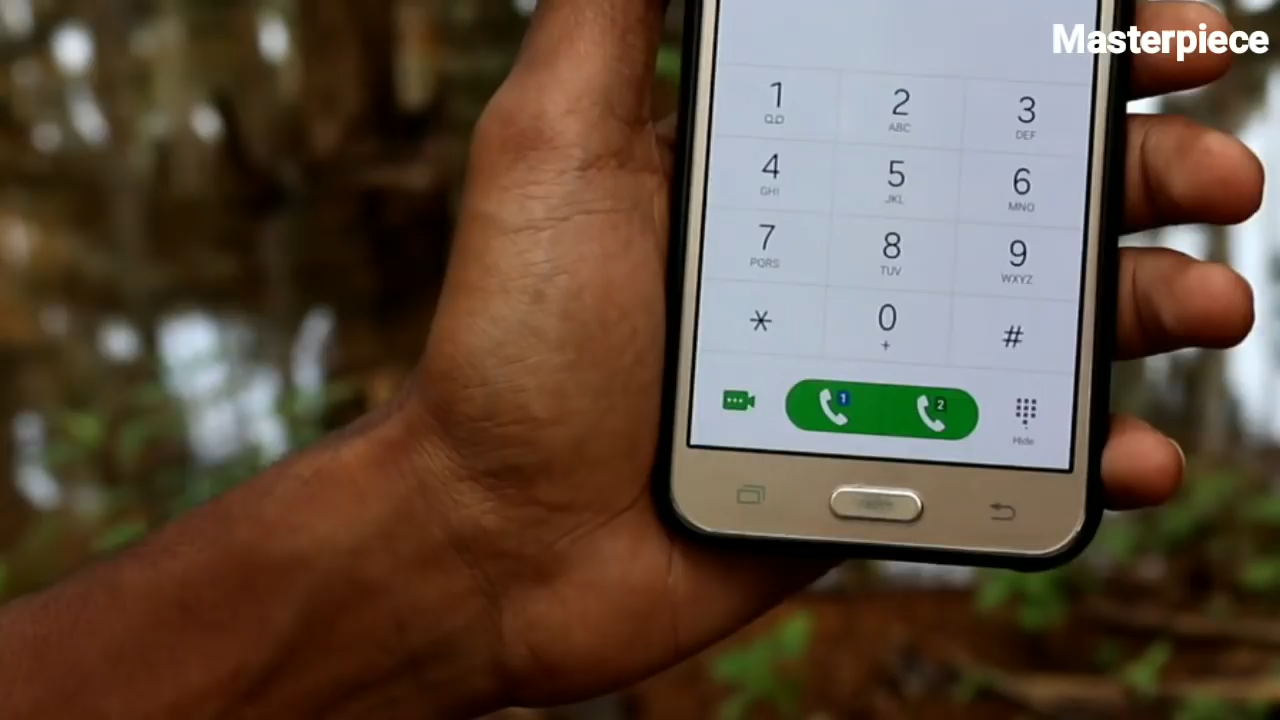 Masterpiece
1 2 3
ABC DEF
4 5 6
GHI JKL MNO
7 8 9
PQRS TUV WXYZ
* 0 #
+
1 2
Hide